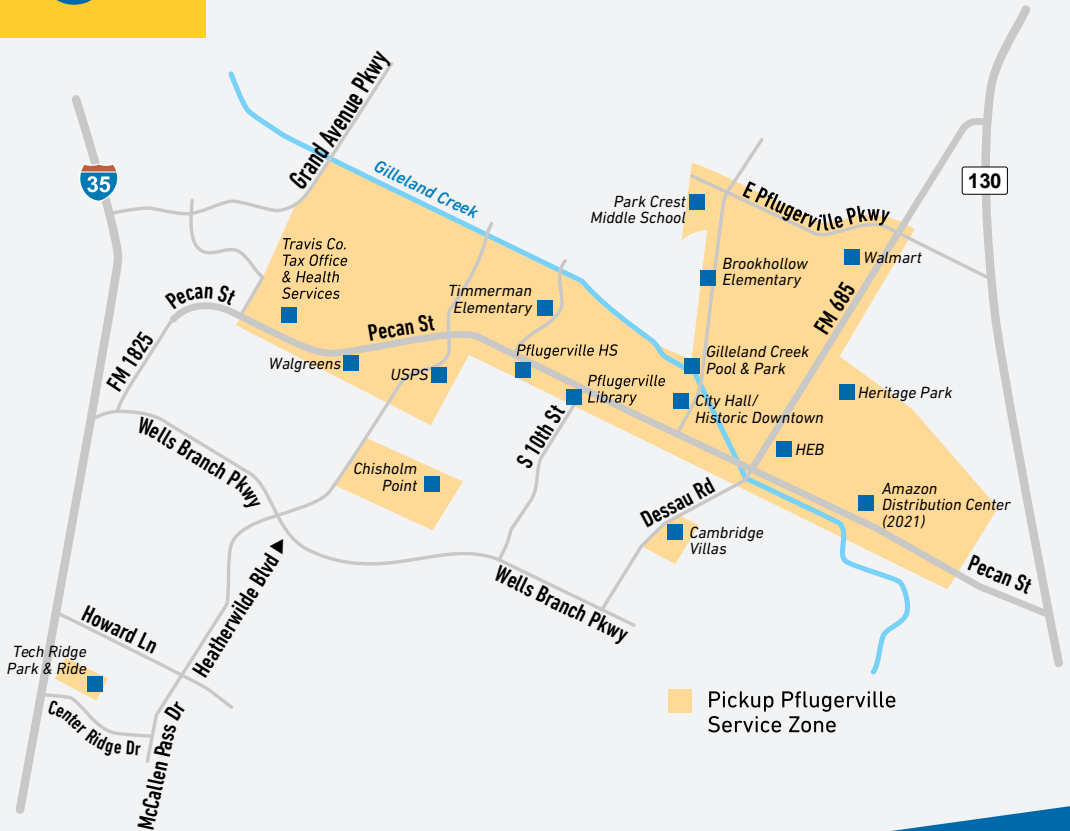 Grand Avenue Pkwy
35
Gilleland Creek
130
Park Crest
Middle School
E Pflugerville Pkwy
Travis Co.
Tax Office
& Health
Services
Brookhollow
Elementary
Walmart
Pecan St
Timmerman
Elementary
FM 685
Pecan St
FM 1825
Walgreens
USPS
Pflugerville HS
Gilleland Creek
Pool & Park
Pflugerville
Library
City Hall/
Historic Downtown
Heritage Park
Wells Branch Pkwy
S 10th St
HEB
Chisholm
Point
Dessau Rd
Amazon
Distribution Center
(2021)
Cambridge
Villas
Heatherwilde Blvd
Wells Branch Pkwy
Pecan St
Howard Ln
Tech Ridge
Park & Ride
Center Ridge Dr
McCallen Pass Dr
Pickup Pflugerville
Service Zone